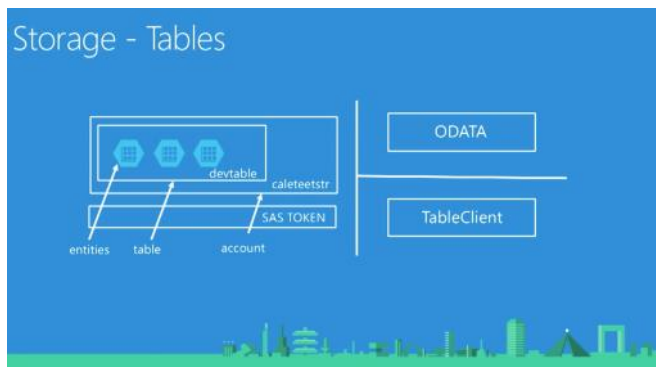 Storage - Tables
devtable
caleteetstr
SAS TOKEN
entities
table
account
ODATA
TableClient